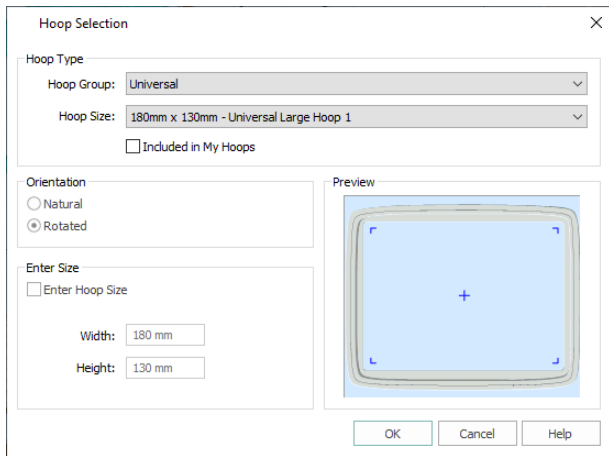 Hoop Selection
Hoop Type
Hoop Group: Universal
Hoop Size: 180mm x 130mm - Universal Large Hoop 1
Included in My Hoops
Orientation
Natural
Rotated
Enter Size
Enter Hoop Size
Width: 180 mm
Height: 130 mm
Preview
OK Cancel Help